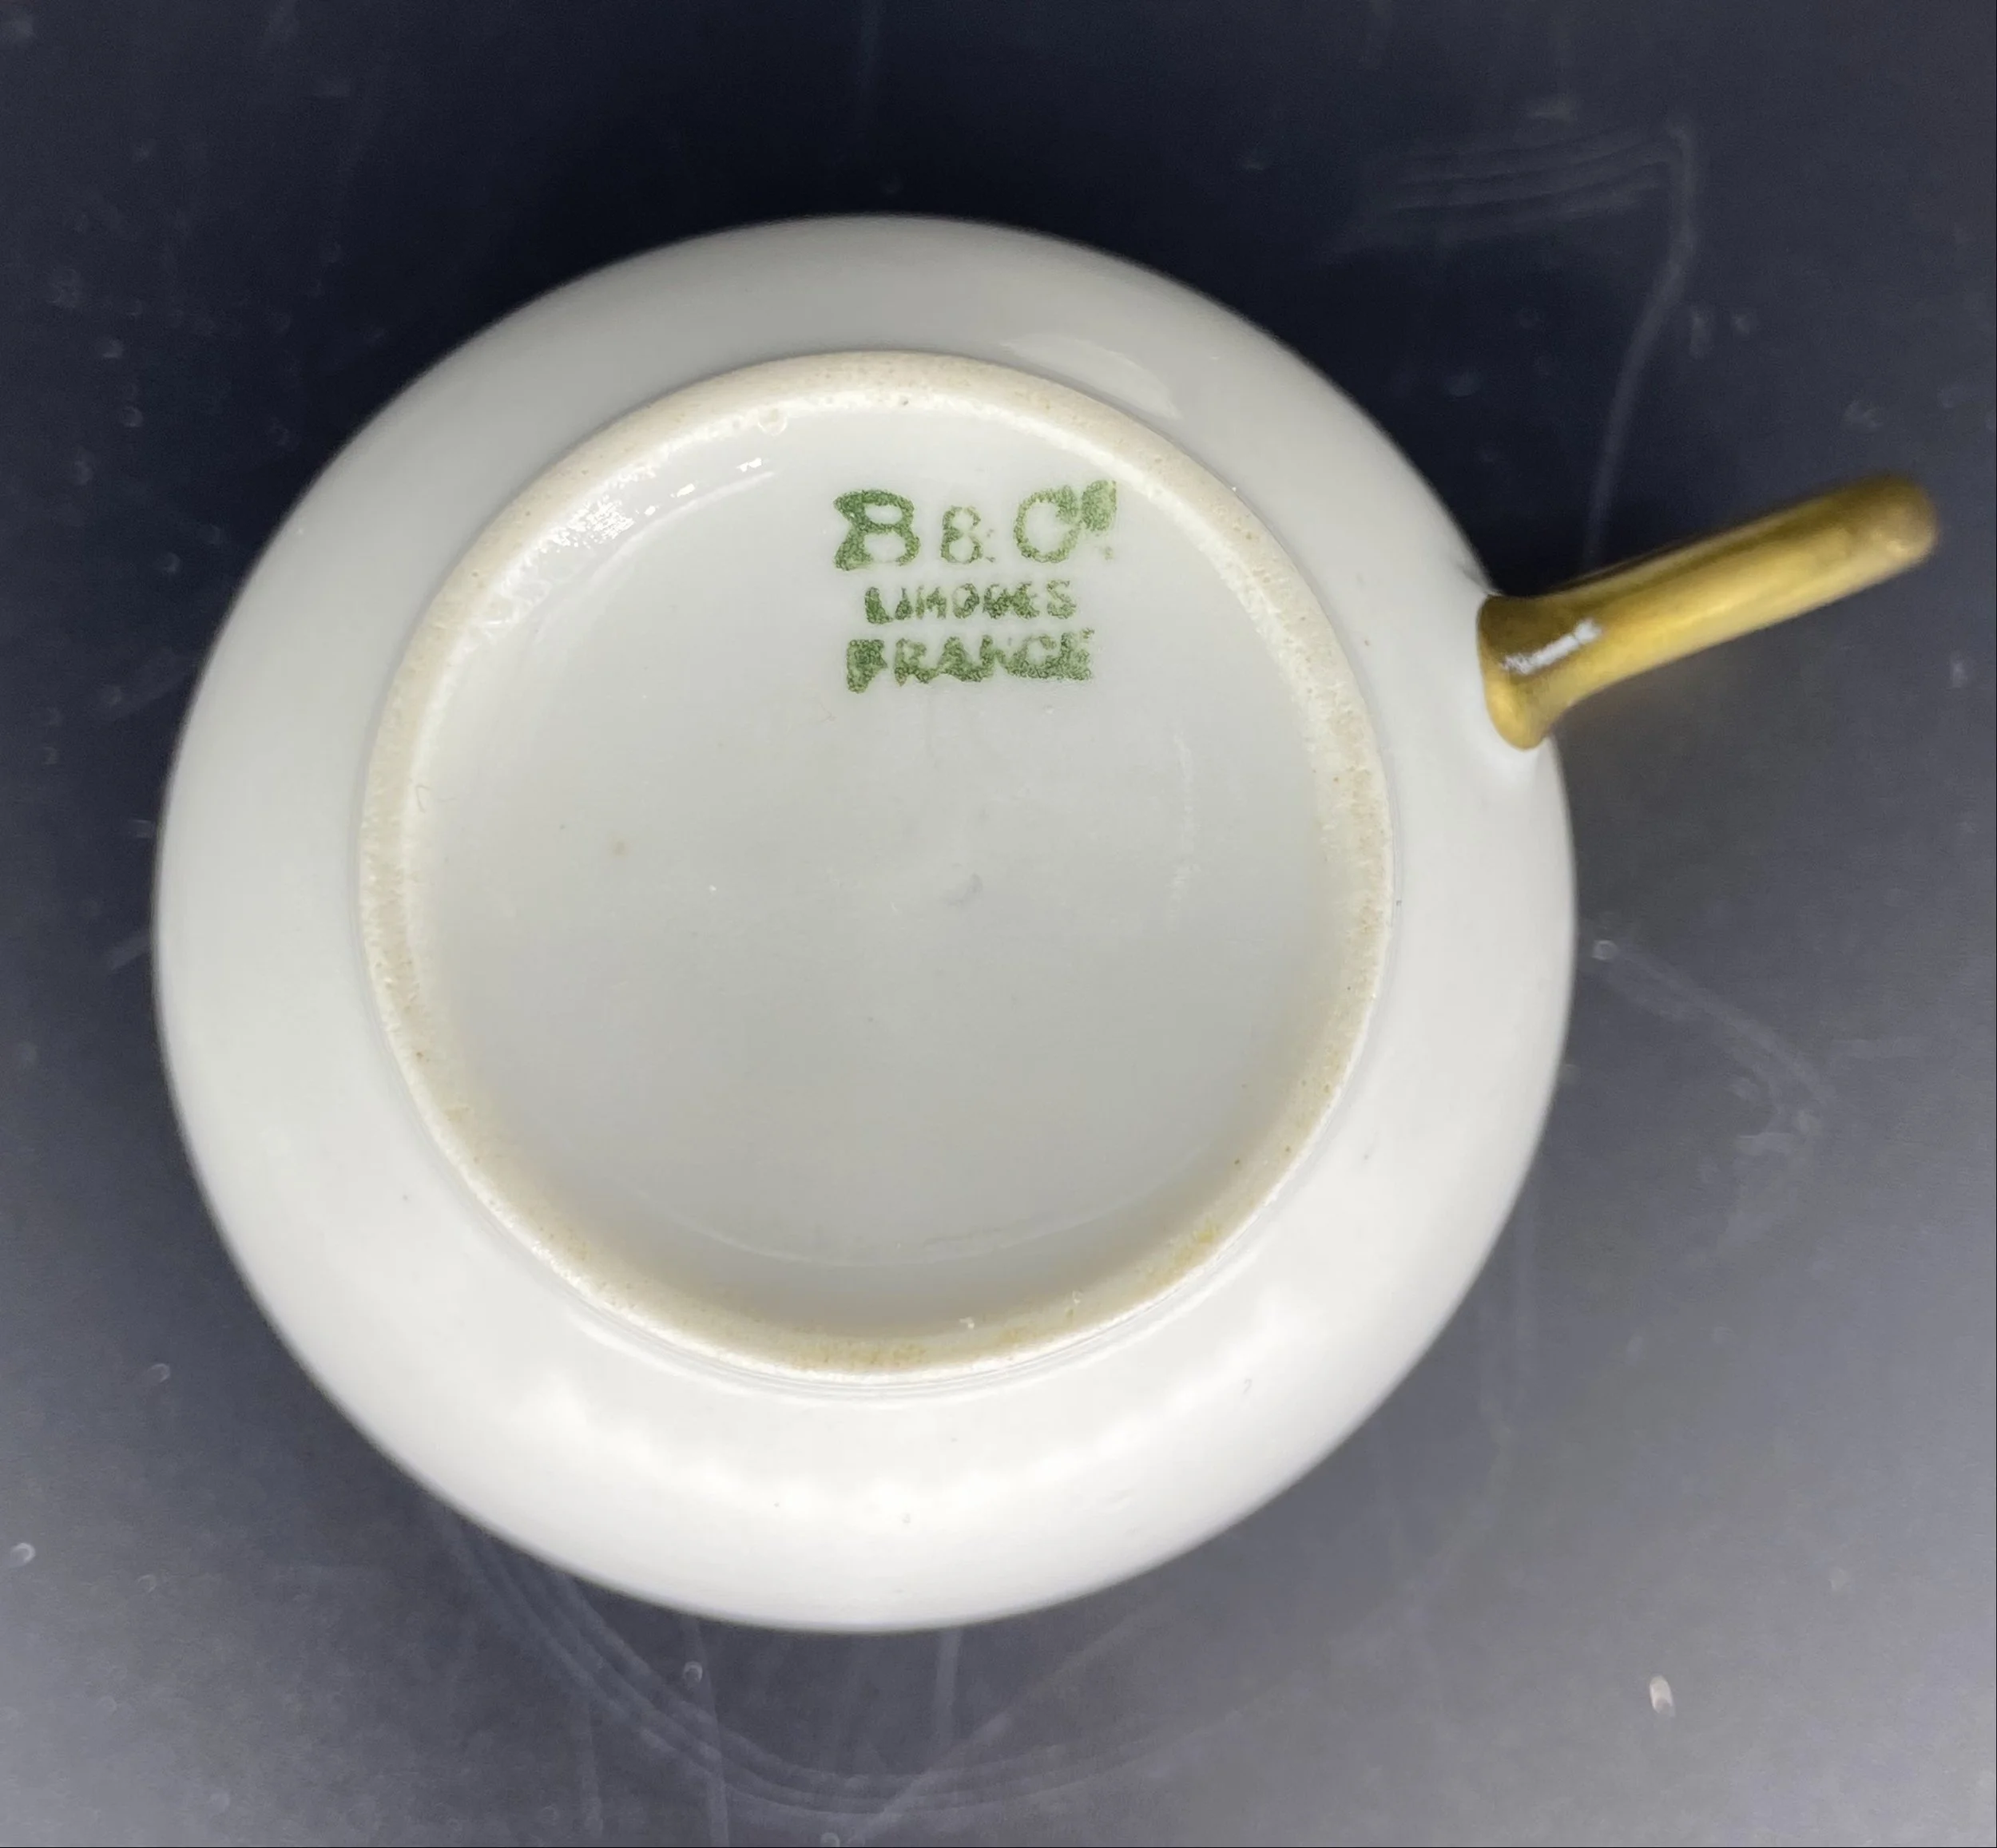 B & Co
LIMOGES
FRANCE